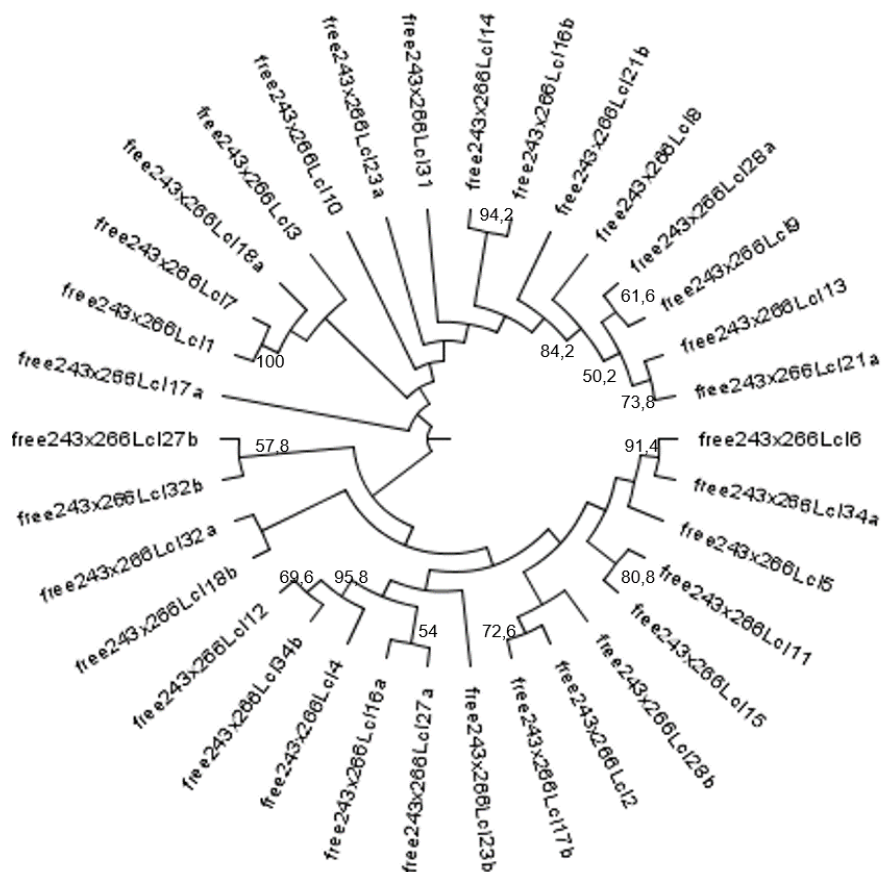 free243x266Lcl14
free243x266Lcl16b
free243x266Lcl21b
free243x266Lcl8
free243x266Lcl28a
free243x266Lcl9
free243x266Lcl13
free243x266Lcl21a
free243x266Lcl6
free243x266Lcl34a
free243x266Lcl5
free243x266Lcl11
free243x266Lcl15
free243x266Lcl28b
free243x266Lcl2
free243x266Lcl17b
free243x266Lcl23b
free243x266Lcl27a
free243x266Lcl16a
free243x266Lcl4
free243x266Lcl34b
free243x266Lcl12
free243x266Lcl18b
free243x266Lcl32a
free243x266Lcl32b
free243x266Lcl27b
free243x266Lcl17a
free243x266Lcl1
free243x266Lcl7
free243x266Lcl18a
free243x266Lcl3
free243x266Lcl10
free243x266Lcl23a
free243x266Lcl31
94,2
61,6
84,2
50,2
73,8
91,4
80,8
72,6
54
95,8
69,6
57,8
100